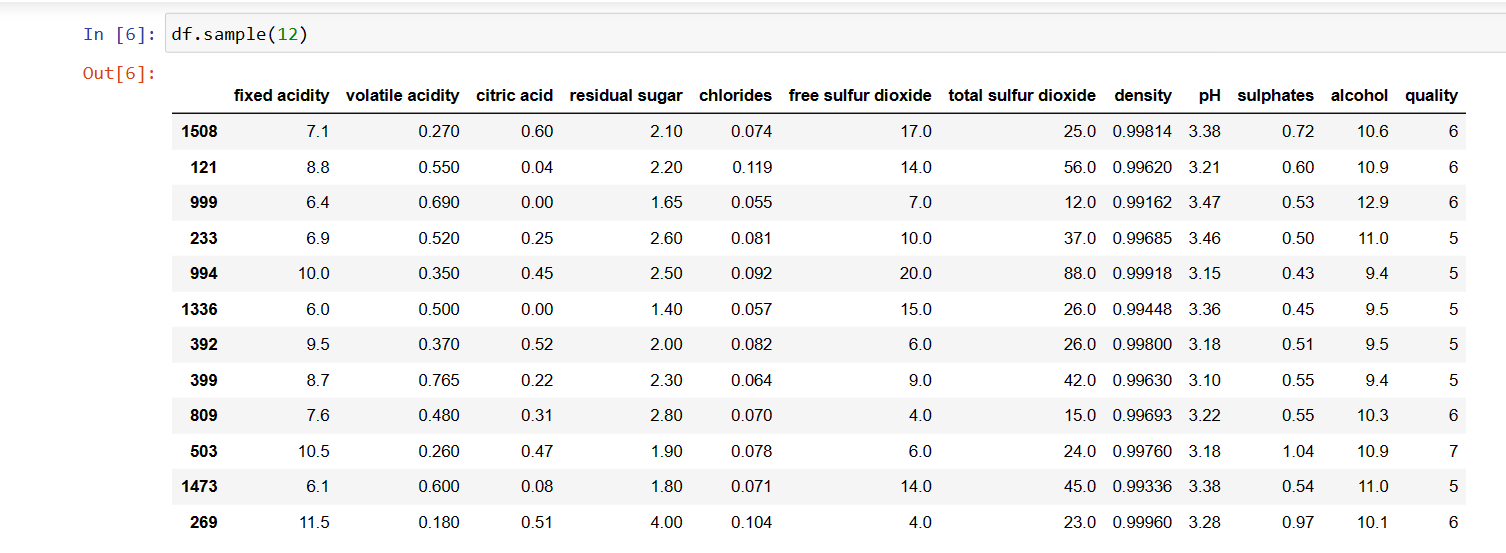 In [6]: df.sample(12)
Out[6]:
fixed acidity volatile acidity citric acid residual sugar chlorides free sulfur dioxide total sulfur dioxide density pH sulphates alcohol quality
1508 7.1 0.270 0.60 2.10 0.074 17.0 25.0 0.99814 3.38 0.72 10.6 6
121 8.8 0.550 0.04 2.20 0.119 14.0 56.0 0.99620 3.21 0.60 10.9 6
999 6.4 0.690 0.00 1.65 0.055 7.0 12.0 0.99162 3.47 0.53 12.9 6
233 6.9 0.520 0.25 2.60 0.081 10.0 37.0 0.99685 3.46 0.50 11.0 5
994 10.0 0.350 0.45 2.50 0.092 20.0 88.0 0.99918 3.15 0.43 9.4 5
1336 6.0 0.500 0.00 1.40 0.057 15.0 26.0 0.99448 3.36 0.45 9.5 5
392 9.5 0.370 0.52 2.00 0.082 6.0 26.0 0.99800 3.18 0.51 9.5 5
399 8.7 0.765 0.22 2.30 0.064 9.0 42.0 0.99630 3.10 0.55 9.4 5
809 7.6 0.480 0.31 2.80 0.070 4.0 15.0 0.99693 3.22 0.55 10.3 6
503 10.5 0.260 0.47 1.90 0.078 6.0 24.0 0.99760 3.18 1.04 10.9 7
1473 6.1 0.600 0.08 1.80 0.071 14.0 45.0 0.99336 3.38 0.54 11.0 5
269 11.5 0.180 0.51 4.00 0.104 4.0 23.0 0.99960 3.28 0.97 10.1 6